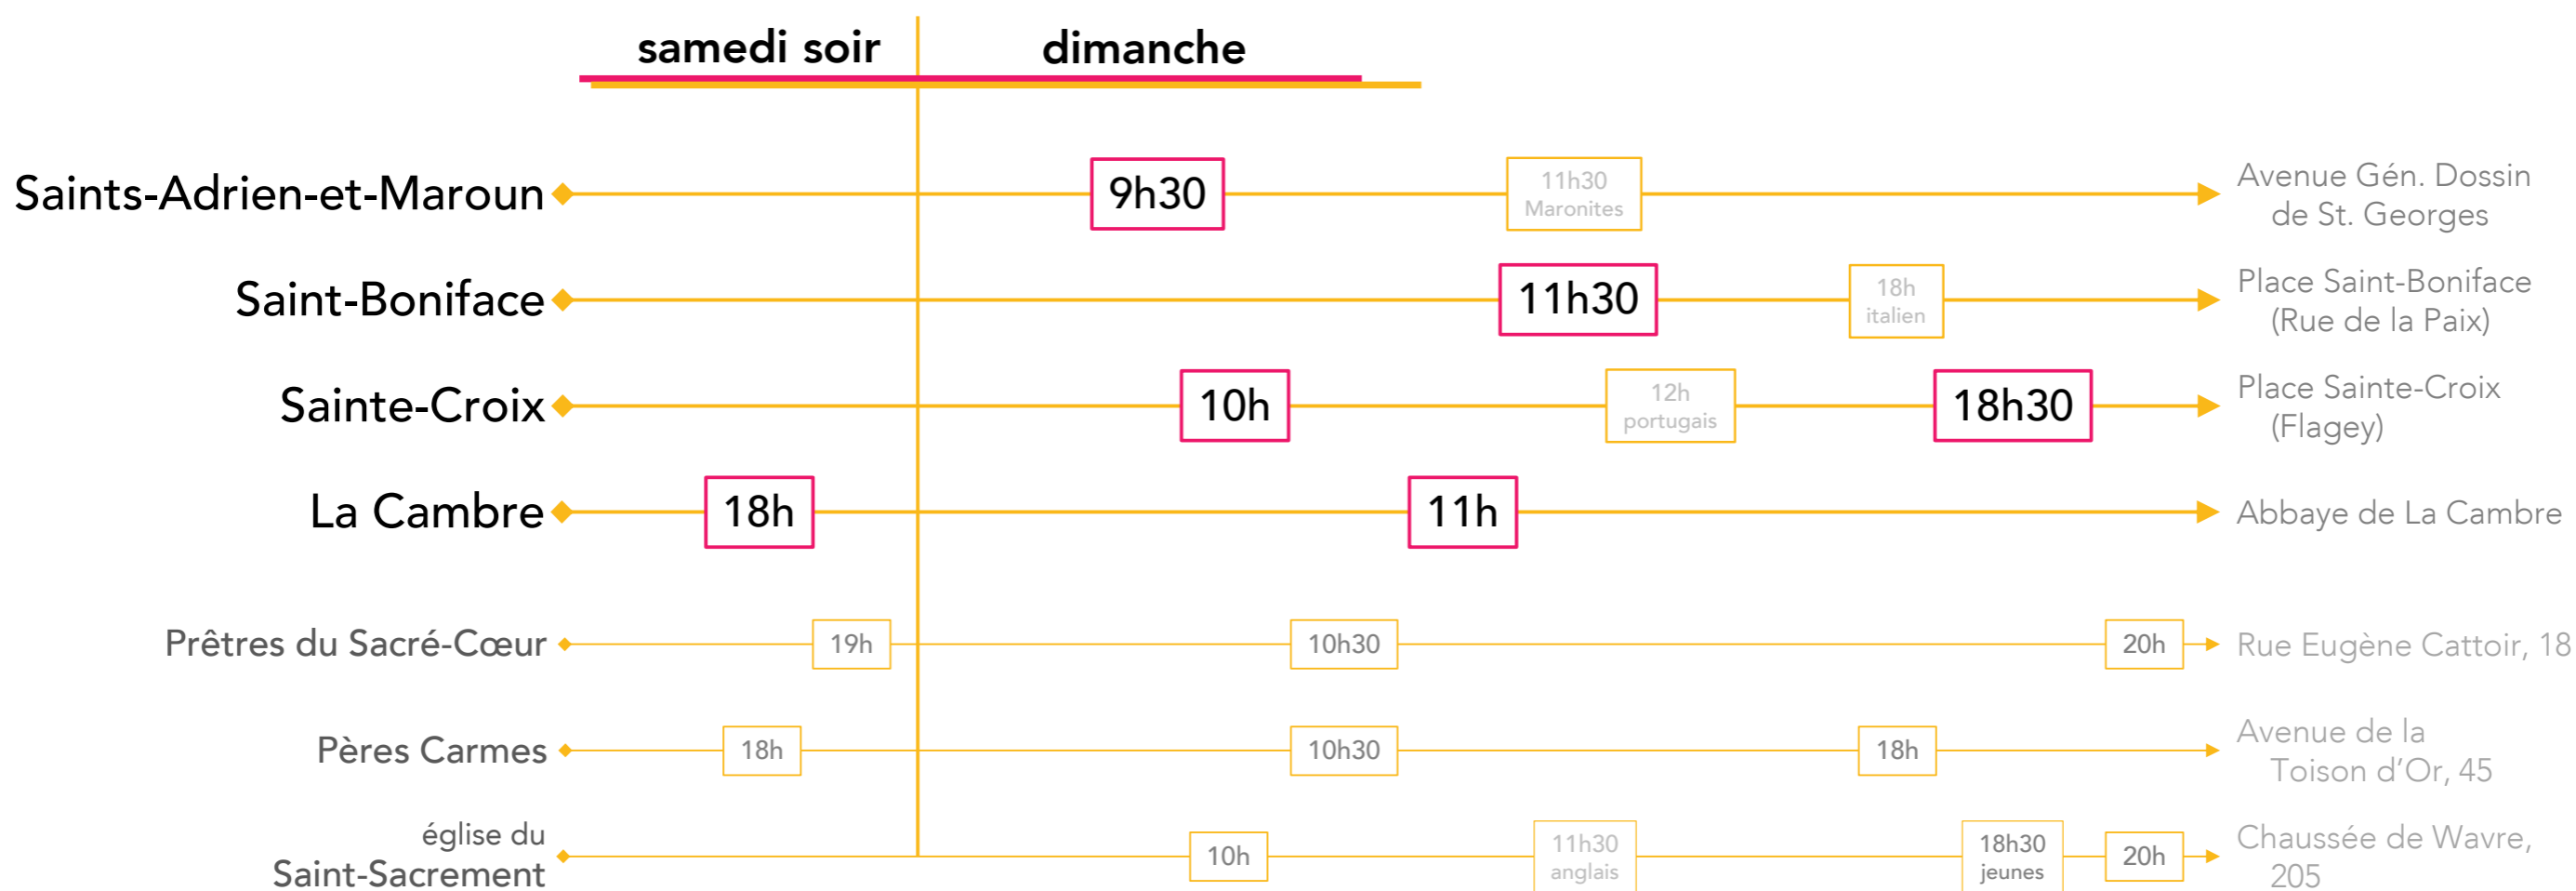 samedi soir dimanche
Saints-Adrien-et-Maroun 9h30 11h30 Maronites Avenue Gén. Dossin de St. Georges
Saint-Boniface 11h30 18h italien Place Saint-Boniface (Rue de la Paix)
Sainte-Croix 10h 12h portugais 18h30 Place Sainte-Croix (Flagey)
La Cambre 18h 11h Abbaye de La Cambre
Prêtres du Sacré-Cœur 19h 10h30 20h Rue Eugène Cattoir, 18
Pères Carmes 18h 10h30 18h Avenue de la Toison d'Or, 45
église du Saint-Sacrement 10h 11h30 anglais 18h30 jeunes 20h Chaussée de Wavre, 205